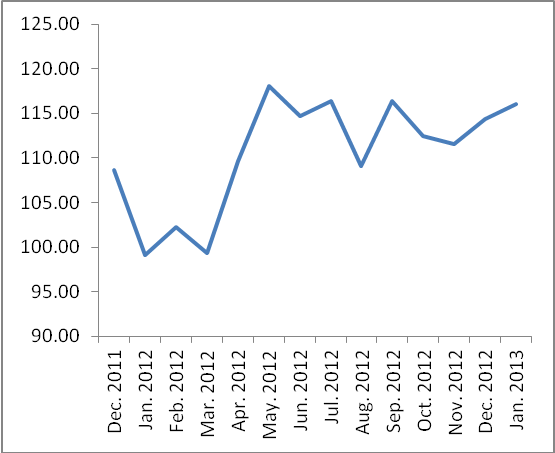 125.00
120.00
115.00
110.00
105.00
100.00
95.00
90.00
Dec. 2011
Jan. 2012
Feb. 2012
Mar. 2012
Apr. 2012
May. 2012
Jun. 2012
Jul. 2012
Aug. 2012
Sep. 2012
Oct. 2012
Nov. 2012
Dec. 2012
Jan. 2013